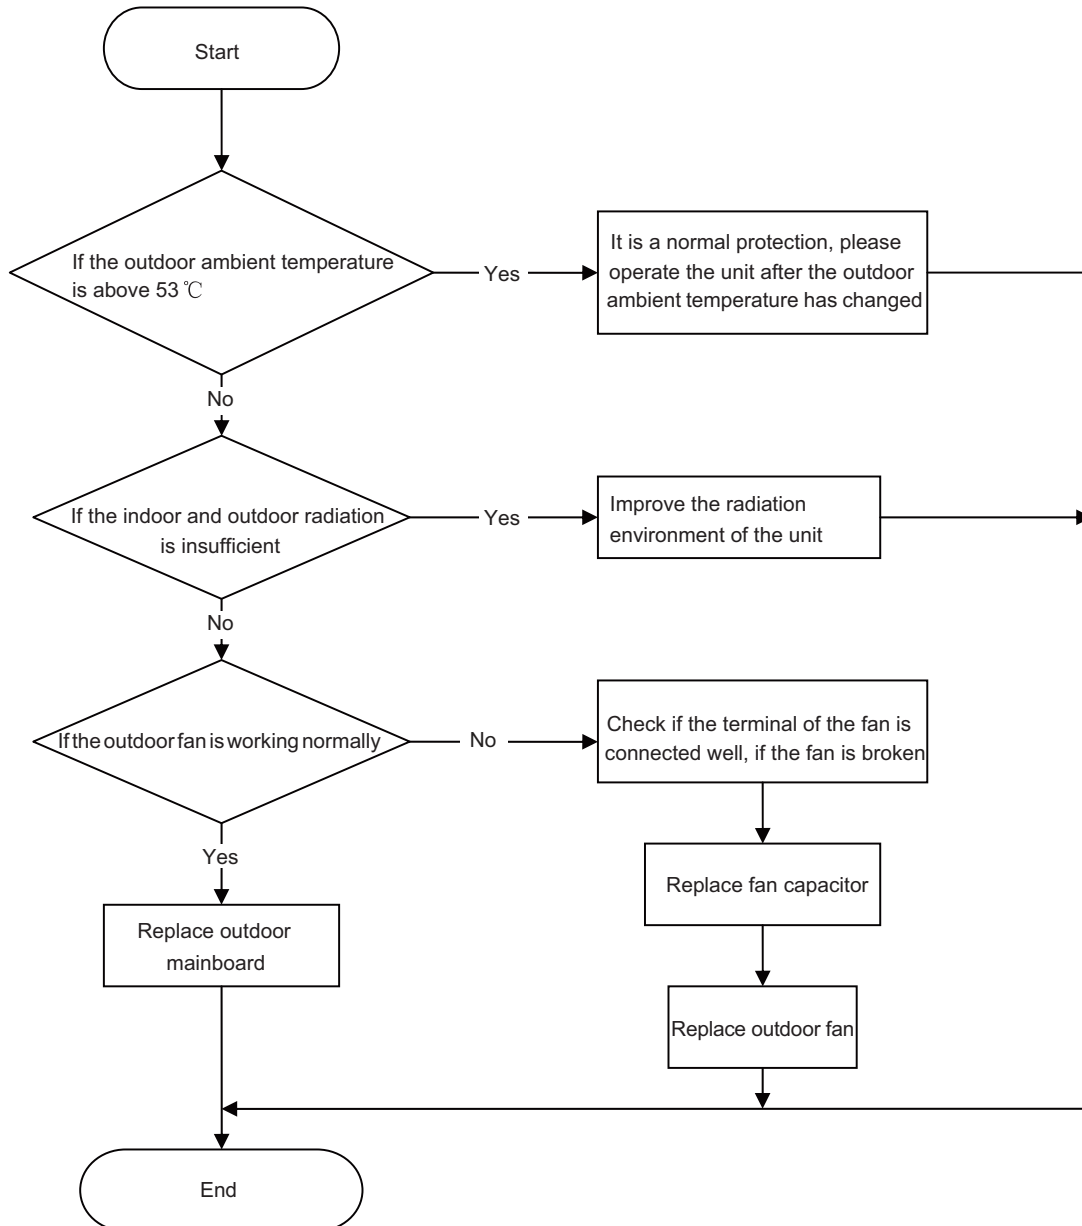 Start
If the outdoor ambient temperature
is above 53 ℃
Yes
It is a normal protection, please
operate the unit after the outdoor
ambient temperature has changed
No
If the indoor and outdoor radiation
is insufficient
Yes
Improve the radiation
environment of the unit
No
If the outdoor fan is working normally
No
Check if the terminal of the fan is
connected well, if the fan is broken
Yes
Replace fan capacitor
Replace outdoor
mainboard
Replace outdoor fan
End